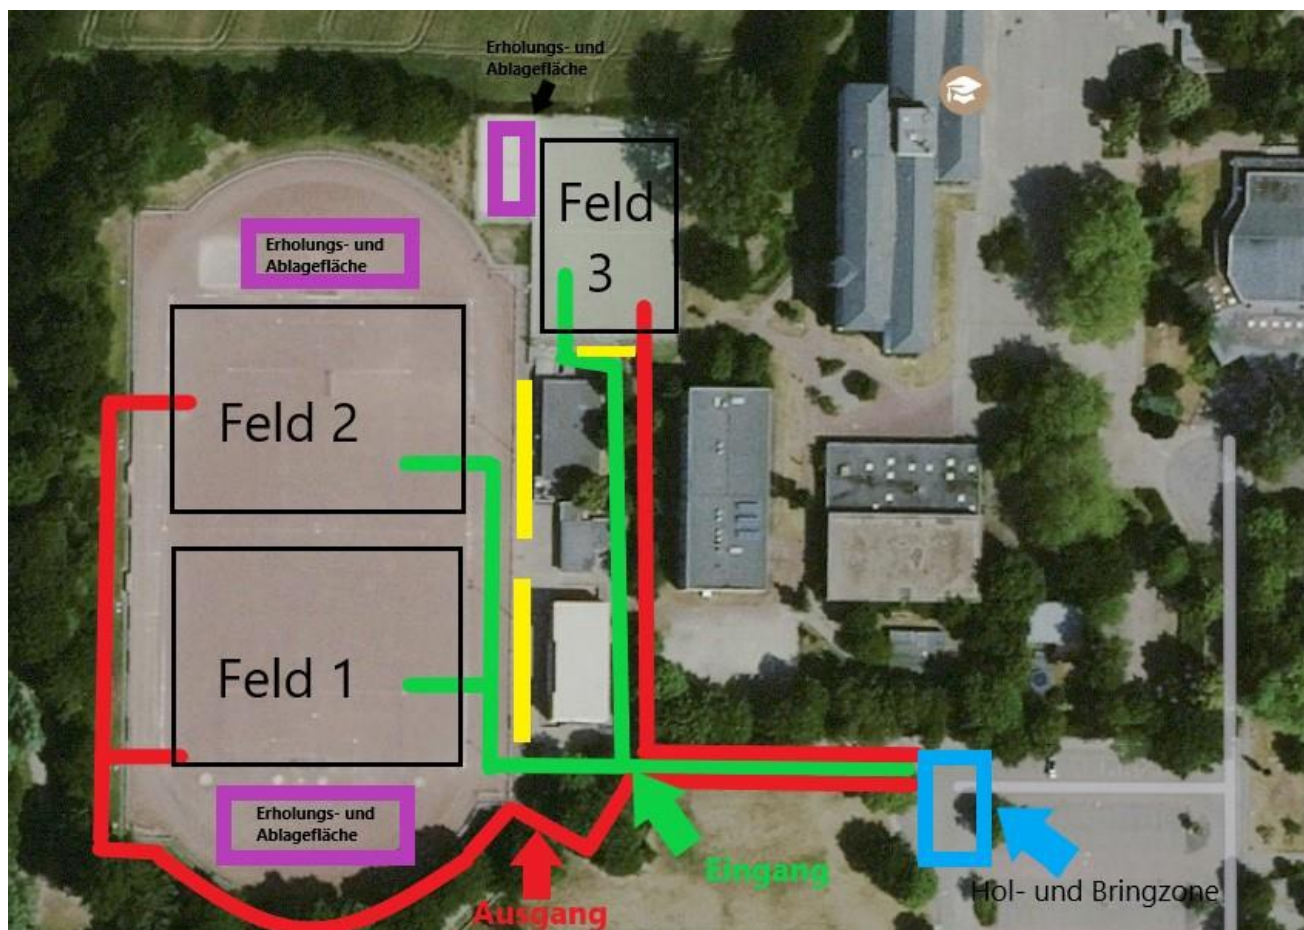 Erholungs- und
Ablagefläche
Feld
3
Erholungs- und
Ablagefläche
Feld 2
Feld 1
Erholungs- und
Ablagefläche
Eingang
Ausgang
Hol- und Bringzone